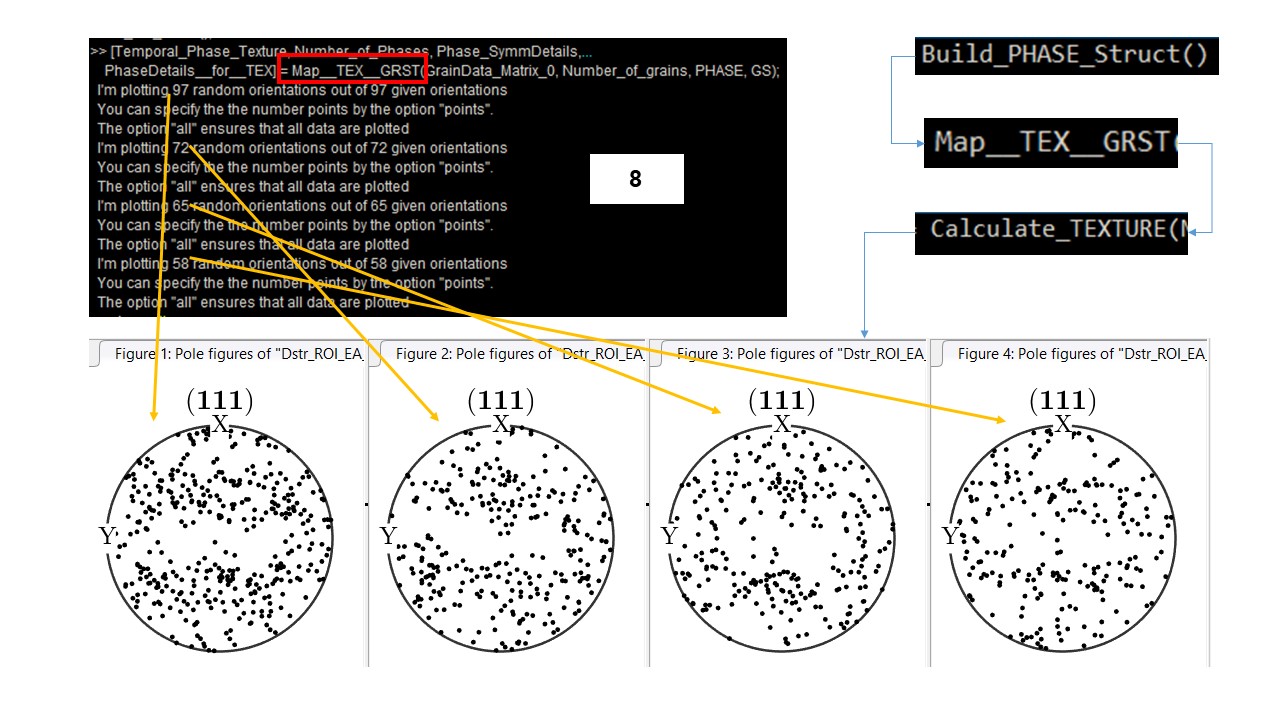 >> [Temporal_Phase_Texture, Number_of_Phases, Phase_SymmDetails,...
PhaseDetails__for__TEX] = Map__TEX__GRST(GrainData_Matrix_0, Number_of_grains, PHASE, GS);
I'm plotting 97 random orientations out of 97 given orientations
You can specify the the number points by the option "points".
The option "all" ensures that all data are plotted
I'm plotting 72 random orientations out of 72 given orientations
You can specify the the number points by the option "points".
The option "all" ensures that all data are plotted
I'm plotting 65 random orientations out of 65 given orientations
You can specify the the number points by the option "points".
The option "all" ensures that all data are plotted
I'm plotting 58 random orientations out of 58 given orientations
You can specify the the number points by the option "points".
The option "all" ensures that all data are plotted
8
Build_PHASE_Struct()
Map__TEX__GRST(
Calculate_TEXTURE(
Figure 1: Pole figures of "Dstr_ROI_EA_
(111)
X
Y
Figure 2: Pole figures of "Dstr_ROI_EA_
(111)
X
Y
Figure 3: Pole figures of "Dstr_ROI_EA_
(111)
X
Y
Figure 4: Pole figures of "Dstr_ROI_EA_
(111)
X
Y